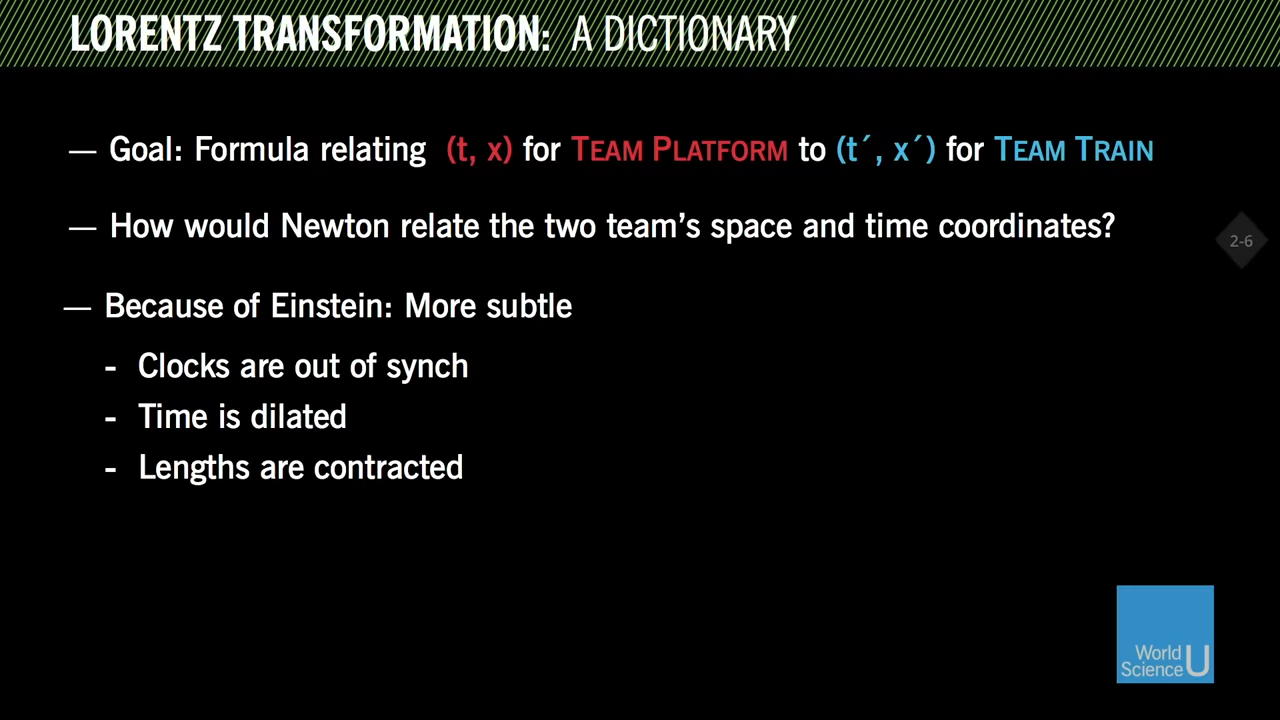 LORENTZ TRANSFORMATION: A DICTIONARY
— Goal: Formula relating (t, x) for TEAM PLATFORM to (t´, x´) for TEAM TRAIN
— How would Newton relate the two team’s space and time coordinates?
2-6
— Because of Einstein: More subtle
- Clocks are out of synch
- Time is dilated
- Lengths are contracted
World
Science U